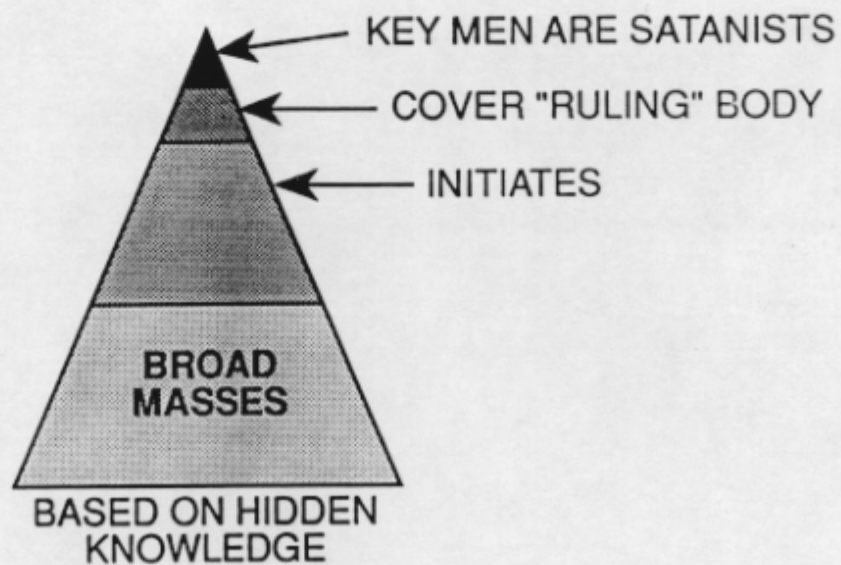 KEY MEN ARE SATANISTS
COVER "RULING" BODY
INITIATES
BROAD
MASSES
BASED ON HIDDEN
KNOWLEDGE